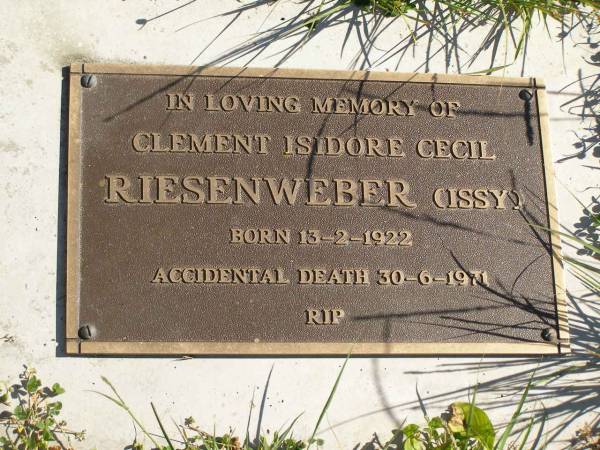 IN LOVING MEMORY OF
CLEMENT ISIDORE CECIL
RIESENWEBER (ISSY)
BORN 13-2-1922
ACCIDENTAL DEATH 30-6-1971
RIP